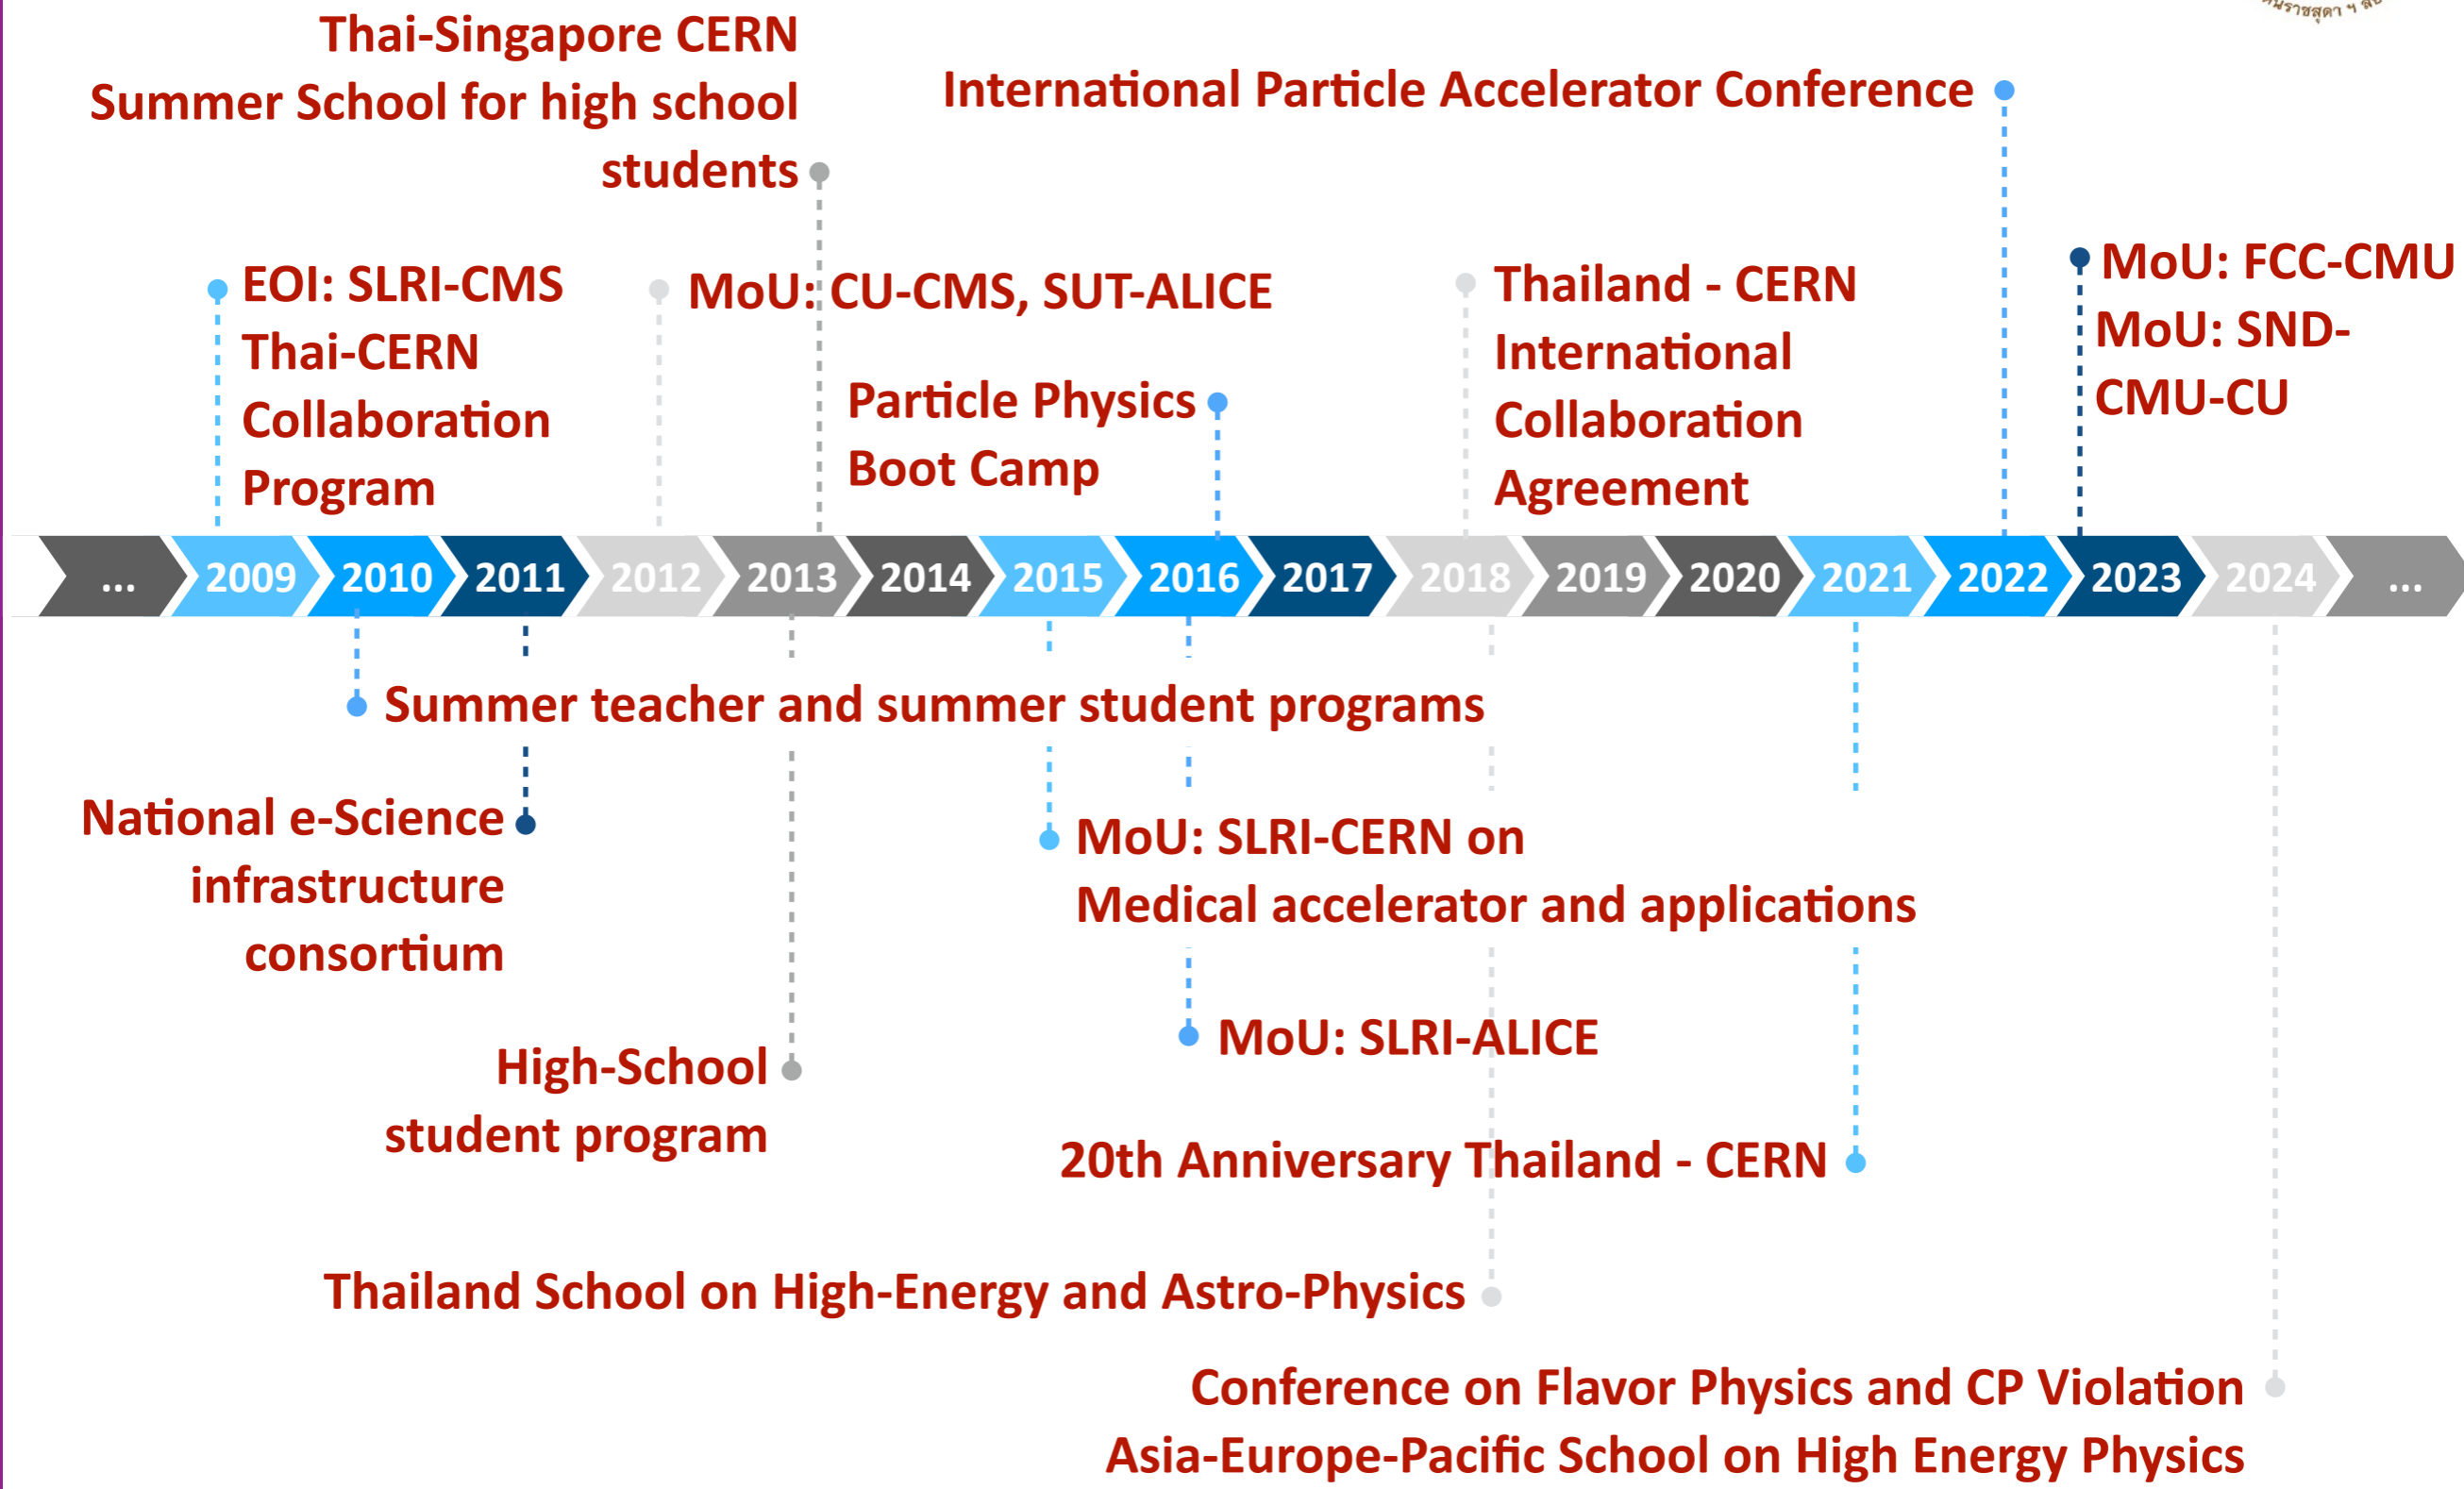 Thai-Singapore CERN
Summer School for high school
students
International Particle Accelerator Conference
EOI: SLRI-CMS
Thai-CERN
Collaboration
Program
MoU: CU-CMS, SUT-ALICE
Particle Physics
Boot Camp
Thailand - CERN
International
Collaboration
Agreement
MoU: FCC-CMU
MoU: SND-
CMU-CU
... 2009 2010 2011 2012 2013 2014 2015 2016 2017 2018 2019 2020 2021 2022 2023 2024 ...
Summer teacher and summer student programs
National e-Science
infrastructure
consortium
MoU: SLRI-CERN on
Medical accelerator and applications
High-School
student program
MoU: SLRI-ALICE
20th Anniversary Thailand - CERN
Thailand School on High-Energy and Astro-Physics
Conference on Flavor Physics and CP Violation
Asia-Europe-Pacific School on High Energy Physics